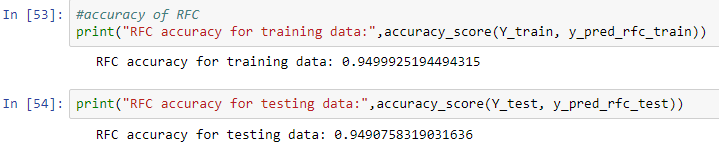 In [53]: #accuracy of RFC
print("RFC accuracy for training data:",accuracy_score(Y_train, y_pred_rfc_train))
RFC accuracy for training data: 0.9499925194494315
In [54]: print("RFC accuracy for testing data:",accuracy_score(Y_test, y_pred_rfc_test))
RFC accuracy for testing data: 0.9490758319031636